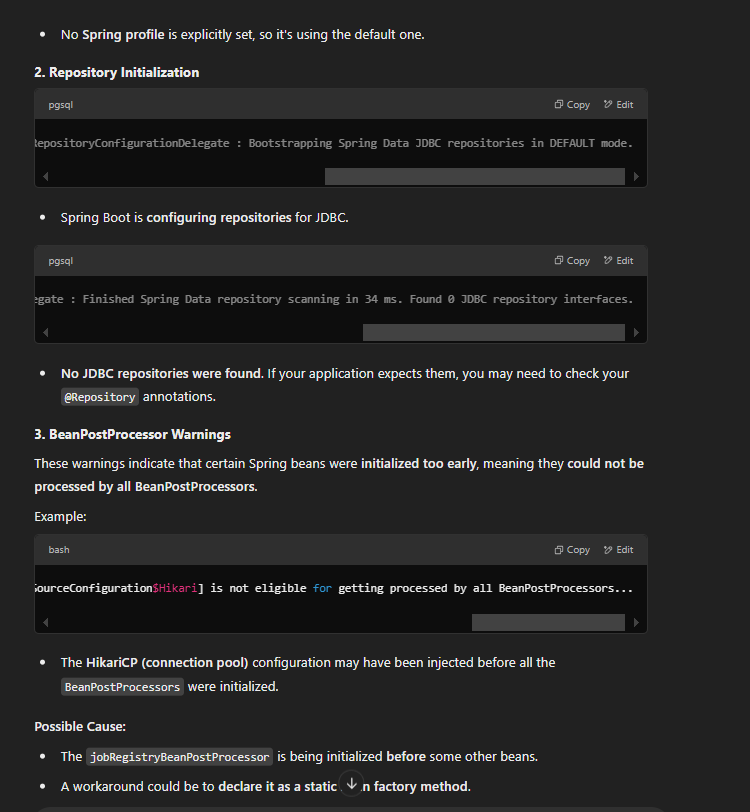 No Spring profile is explicitly set, so it's using the default one.
2. Repository Initialization
pgsql Copy Edit
RepositoryConfigurationDelegate : Bootstrapping Spring Data JDBC repositories in DEFAULT mode.
Spring Boot is configuring repositories for JDBC.
pgsql Copy Edit
egate : Finished Spring Data repository scanning in 34 ms. Found 0 JDBC repository interfaces.
No JDBC repositories were found. If your application expects them, you may need to check your
@Repository annotations.
3. BeanPostProcessor Warnings
These warnings indicate that certain Spring beans were initialized too early, meaning they could not be
processed by all BeanPostProcessors.
Example:
bash Copy Edit
SourceConfiguration$Hikari] is not eligible for getting processed by all BeanPostProcessors...
The HikariCP (connection pool) configuration may have been injected before all the
BeanPostProcessors were initialized.
Possible Cause:
The jobRegistryBeanPostProcessor is being initialized before some other beans.
A workaround could be to declare it as a static n factory method.